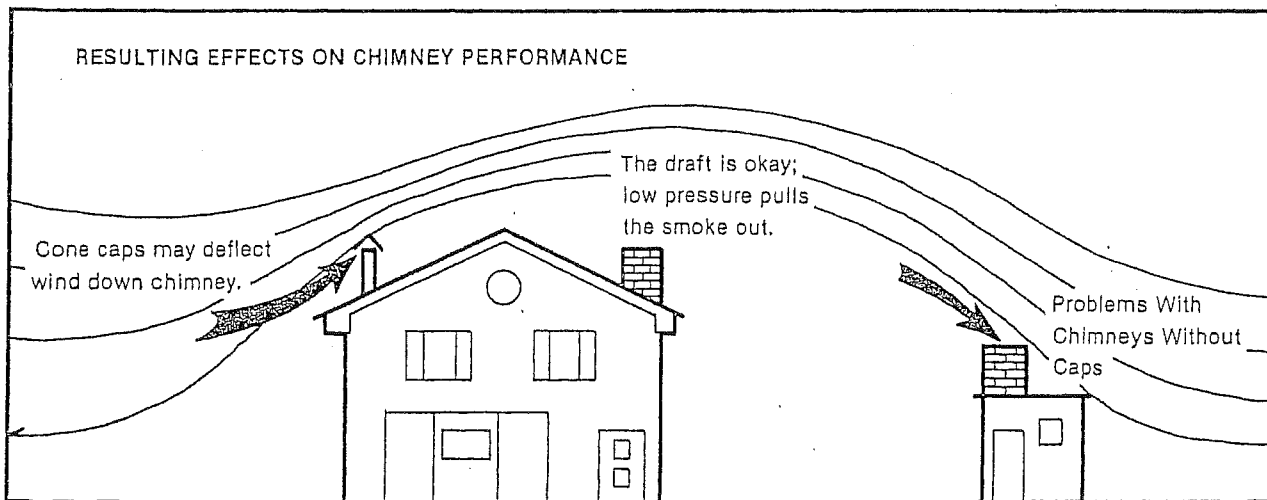 RESULTING EFFECTS ON CHIMNEY PERFORMANCE
Cone caps may deflect
wind down chimney.
The draft is okay;
low pressure pulls
the smoke out.
Problems With
Chimneys Without
Caps